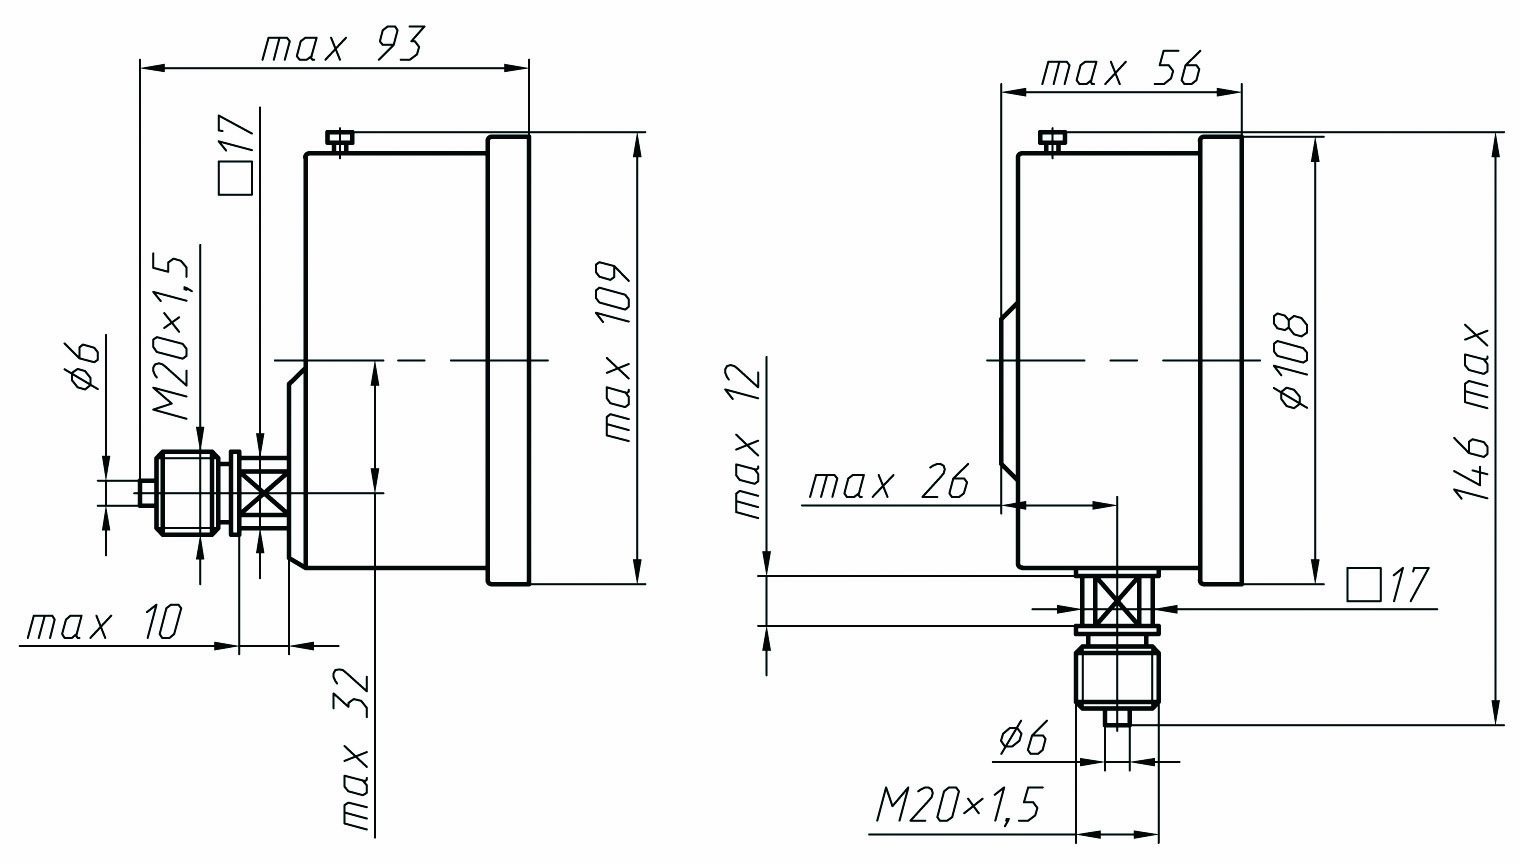 max 93
□17
M20×1,5
ϕ6
max 109
max 10
max 32
max 56
ϕ108
146 max
max 12
max 26
□17
ϕ6
M20×1,5